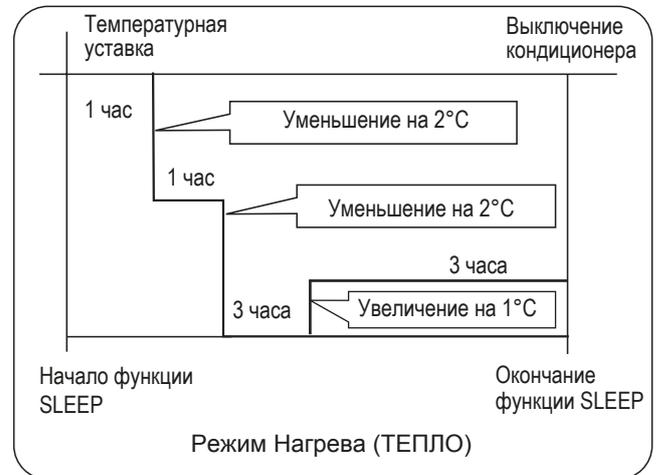 Температурная
уставка
Выключение
кондиционера
1 час
Уменьшение на 2°C
1 час
Уменьшение на 2°C
3 часа
3 часа
Увеличение на 1°C
Начало функции
SLEEP
Окончание
функции SLEEP
Режим Нагрева (ТЕПЛО)